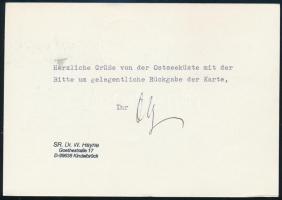 Herzliche Grüße von der Ostseeküste mit der
Bitte um gelegentliche Rückgabe der Karte,
Ihr
SR. Dr. W. Heyne
Goethestraße 17
D-99638 Kindelbrück